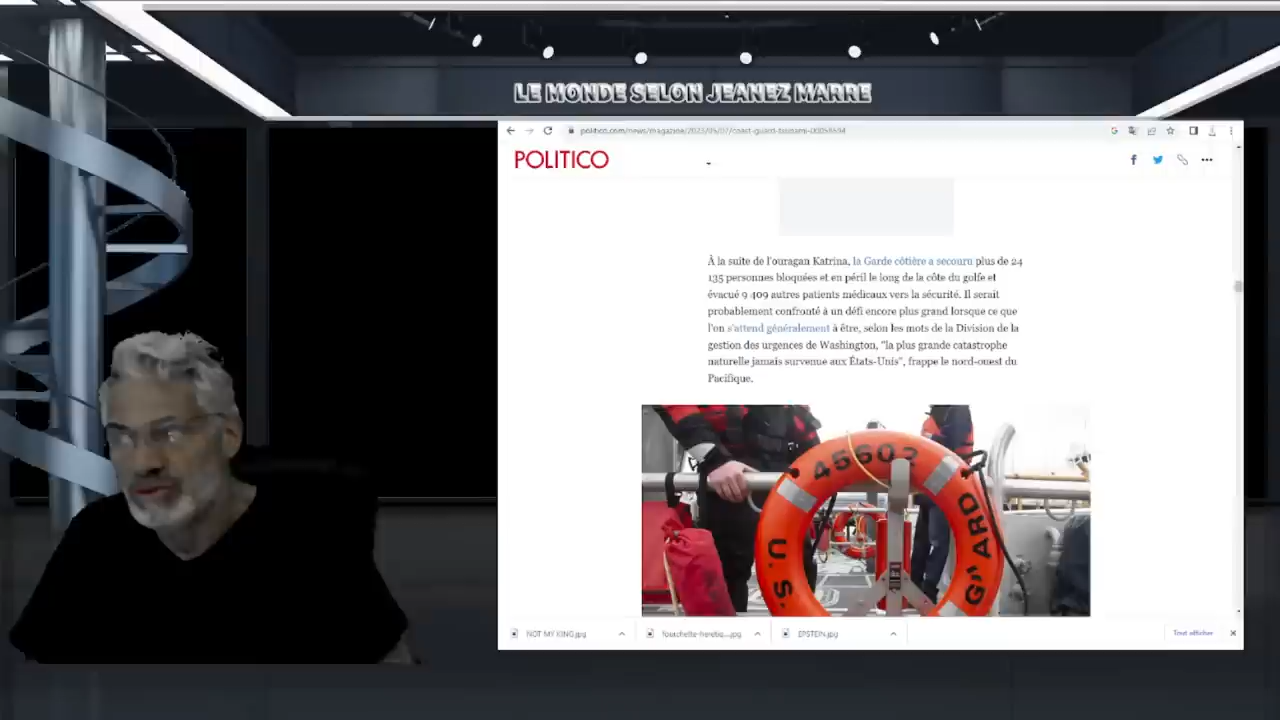 LE MONDE SELON JEANEZ MARRE
POLITICO
À la suite de l'ouragan Katrina, la Garde côtière a secouru plus de 24
135 personnes bloquées et en péril le long de la côte du golfe et
évacué 9 409 autres patients médicaux vers la sécurité. Il serait
probablement confronté à un défi encore plus grand lorsque ce que
l'on s'attend généralement à être, selon les mots de la Division de la
gestion des urgences de Washington, "la plus grande catastrophe
naturelle jamais survenue aux États-Unis", frappe le nord-ouest du
Pacifique.
45602
U.S.
G ARD
NOT MY KING.jpg
EPSTEIN.jpg
Tout afficher